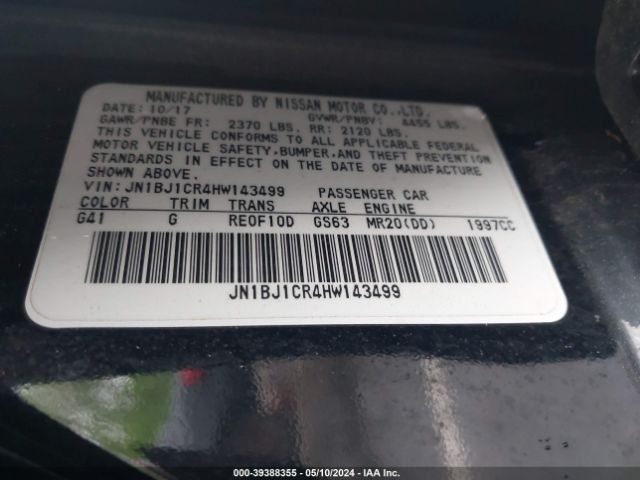 MANUFACTURED BY NISSAN MOTOR CO.,LTD.
DATE: 10/17 GVWR/PNBV: 4455 LBS.
GAWR/PNBE FR: 2370 LBS. RR: 2120 LBS.
THIS VEHICLE CONFORMS TO ALL APPLICABLE FEDERAL
MOTOR VEHICLE SAFETY, BUMPER, AND THEFT PREVENTION
STANDARDS IN EFFECT ON THE DATE OF MANUFACTURE
SHOWN ABOVE.
VIN: JN1BJ1CR4HW143499 PASSENGER CAR
COLOR TRIM TRANS AXLE ENGINE
G41 G RE0F10D GS63 MR20(DD) 1997CC
JN1BJ1CR4HW143499
000-39388355 — 05/10/2024 — IAA Inc.